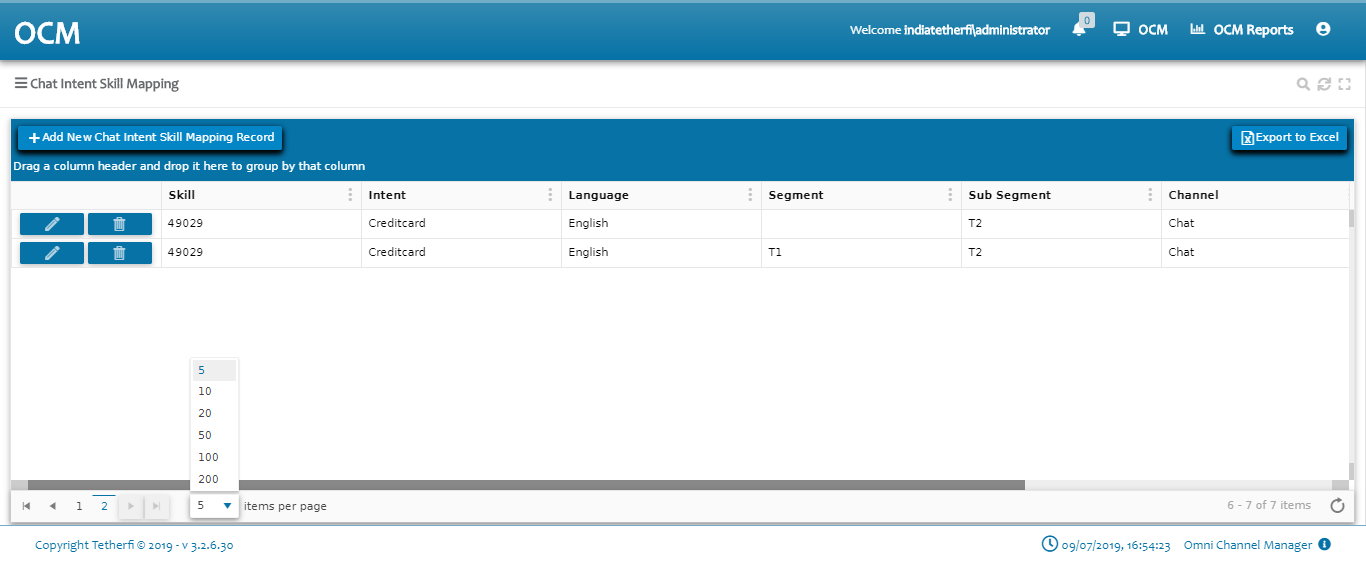 OCM
Welcome indiatetherfi\administrator
0
OCM
OCM Reports
Chat Intent Skill Mapping
Add New Chat Intent Skill Mapping Record
Export to Excel
Drag a column header and drop it here to group by that column
Skill Intent Language Segment Sub Segment Channel
49029 Creditcard English T2 Chat
49029 Creditcard English T1 T2 Chat
5
10
20
50
100
200
1 2 5 items per page 6 - 7 of 7 items
Copyright Tetherfi © 2019 - v 3.2.6.30 09/07/2019, 16:54:23 Omni Channel Manager